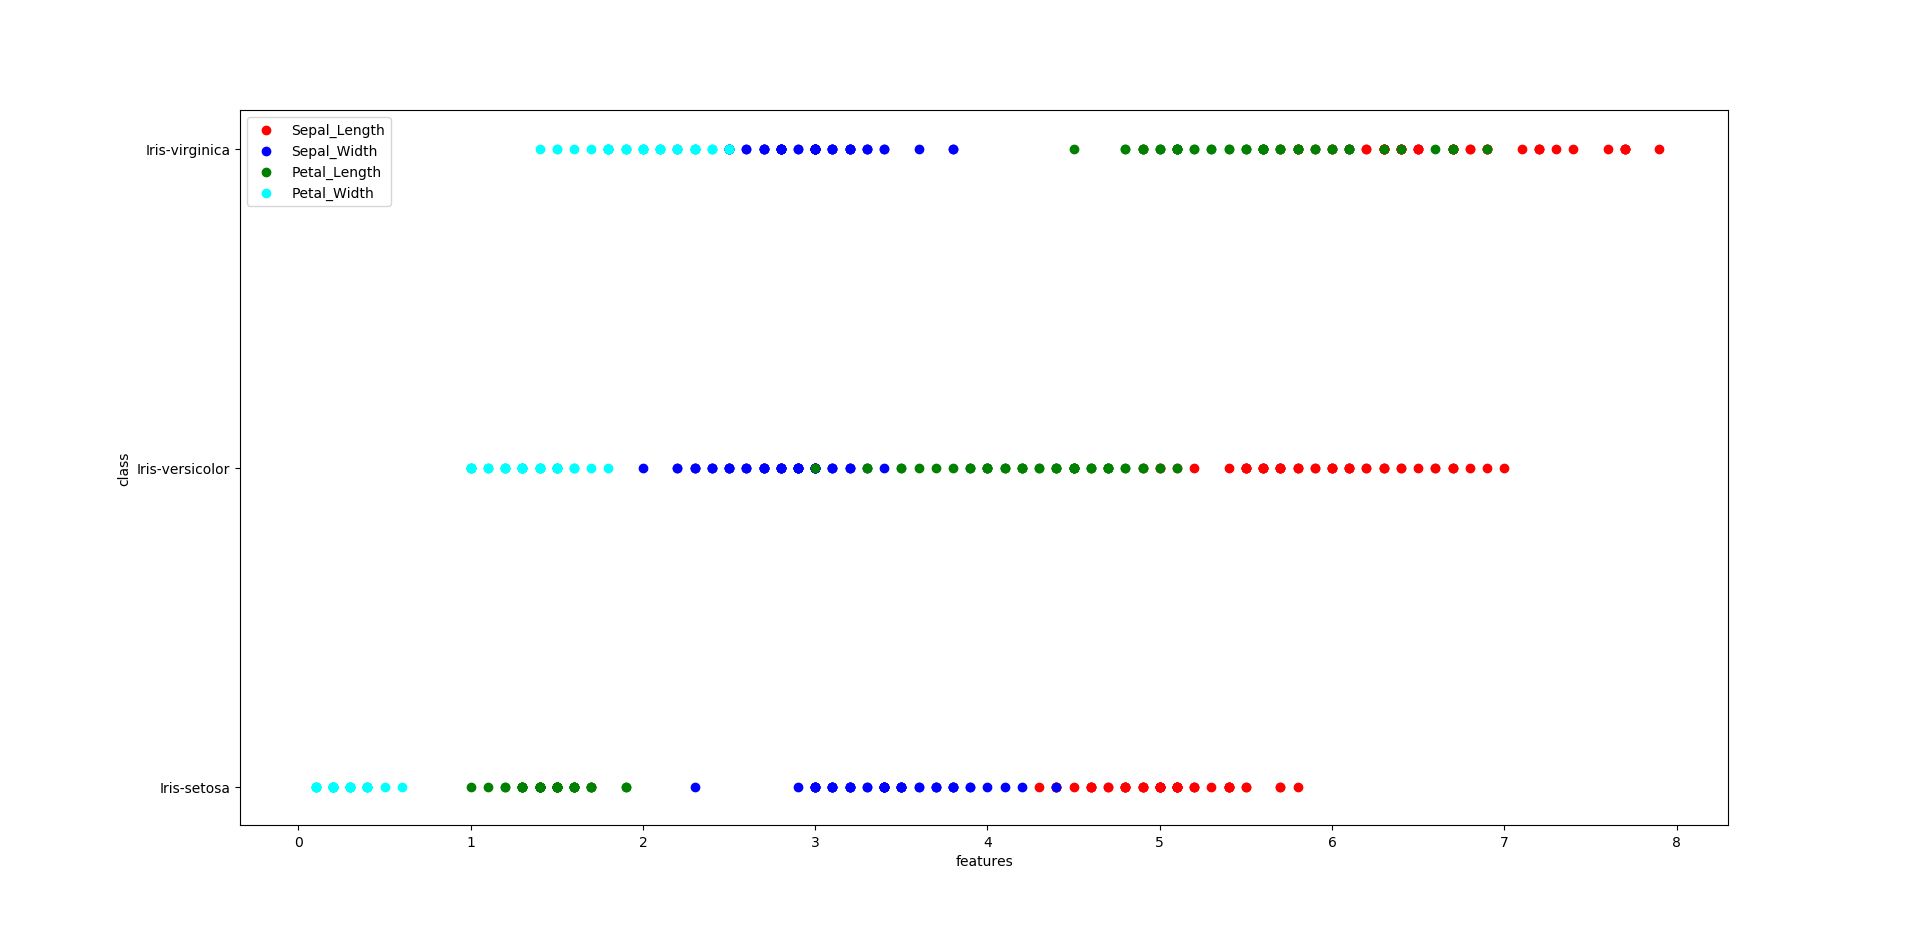 Iris-virginica
Sepal_Length
Sepal_Width
Petal_Length
Petal_Width
class
Iris-versicolor
Iris-setosa
0 1 2 3 4 5 6 7 8
features